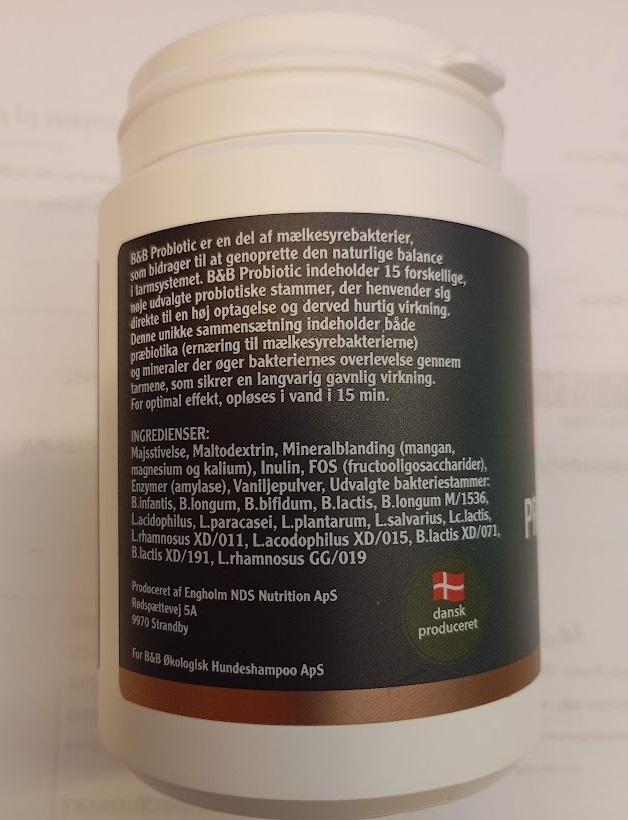 B&B Probiotic er en del af mælkesyrebakterier,
som bidrager til at genoprette den naturlige balance
i tarmsystemet. B&B Probiotic indeholder 15 forskellige,
nøje udvalgte probiotiske stammer, der henvender sig
direkte til en høj optagelse og derved hurtig virkning.
Denne unikke sammensætning indeholder både
præbiotika (ernæring til mælkesyrebakterierne)
og mineraler der øger bakteriernes overlevelse gennem
tarmene, som sikrer en langvarig gavnlig virkning.
For optimal effekt, opløses i vand i 15 min.
INGREDIENSER:
Majsstivelse, Maltodextrin, Mineralblanding (mangan,
magnesium og kalium), Inulin, FOS (fructooligosaccharider),
Enzymer (amylase), Vaniljepulver, Udvalgte bakteriestammer:
B.infantis, B.longum, B.bifidum, B.lactis, B.longum M/1536,
L.acidophilus, L.paracasei, L.plantarum, L.salvarius, Lc.lactis,
L.rhamnosus XD/011, L.acodophilus XD/015, B.lactis XD/071,
B.lactis XD/191, L.rhamnosus GG/019
Produceret af Engholm NDS Nutrition ApS
Rødspættevej 5A
9970 Strandby
For B&B Økologisk Hundeshampoo ApS
dansk
produceret